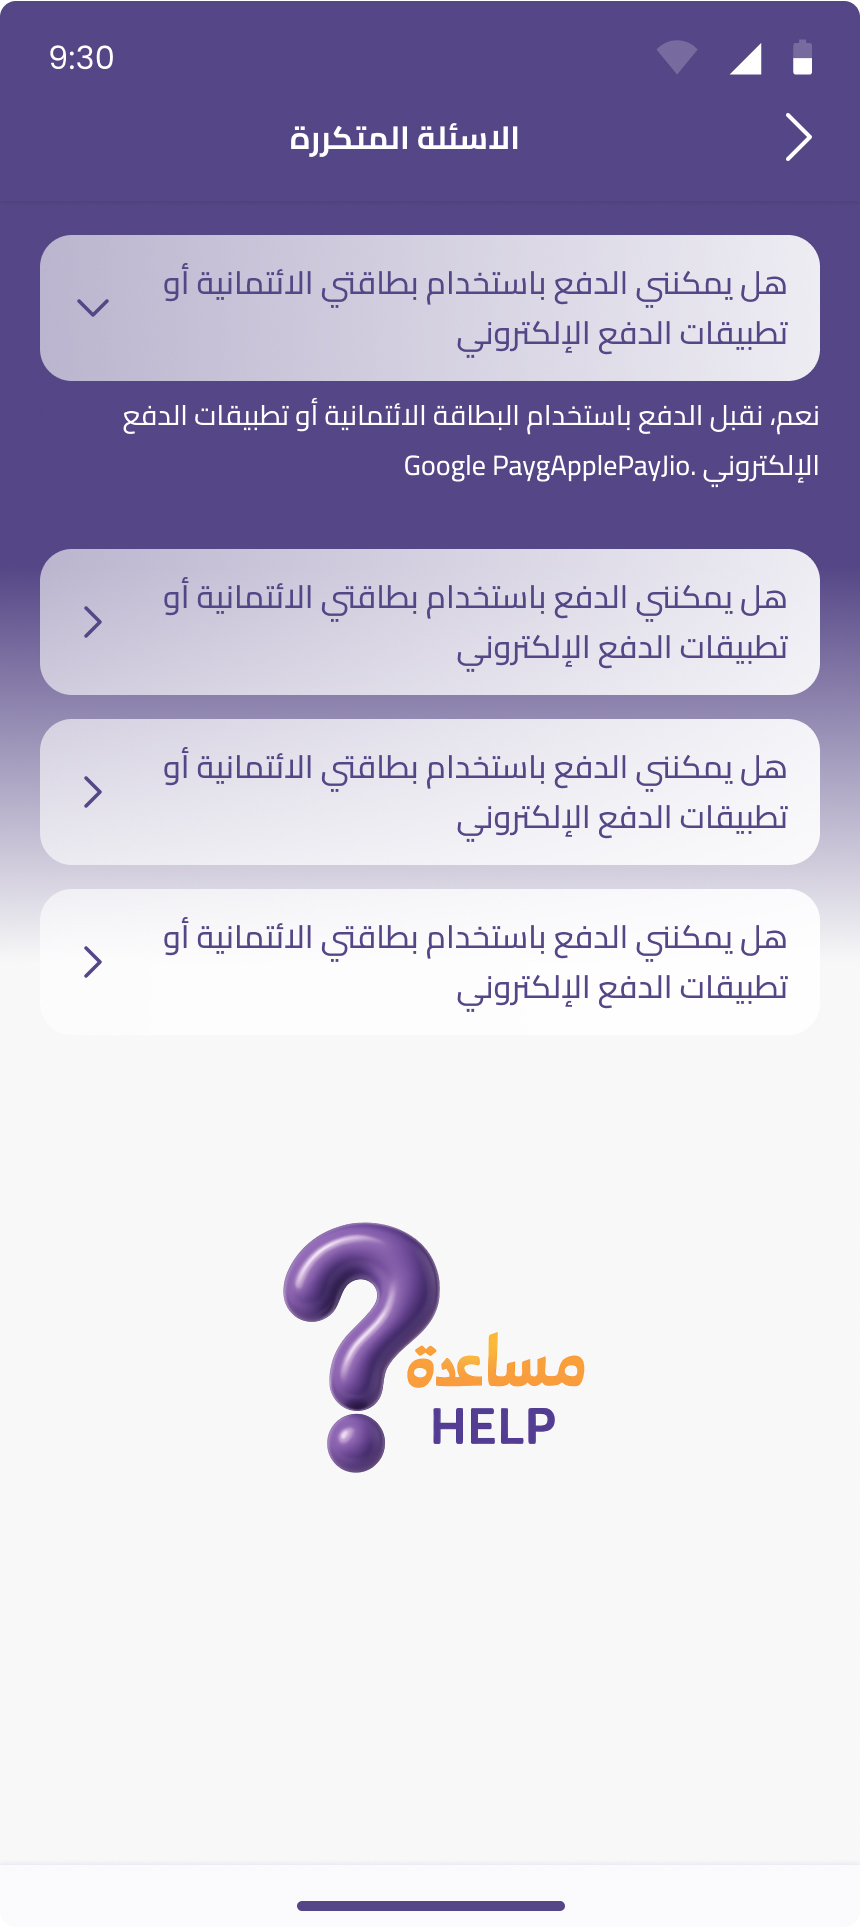 9:30
الاسئلة المتكررة
هل يمكنني الدفع باستخدام بطاقتي الائتمانية أو
تطبيقات الدفع الإلكتروني
نعم، نقبل الدفع باستخدام البطاقة الائتمانية أو تطبيقات الدفع
الإلكتروني .Google PaygApplePayJio
هل يمكنني الدفع باستخدام بطاقتي الائتمانية أو
تطبيقات الدفع الإلكتروني
هل يمكنني الدفع باستخدام بطاقتي الائتمانية أو
تطبيقات الدفع الإلكتروني
هل يمكنني الدفع باستخدام بطاقتي الائتمانية أو
تطبيقات الدفع الإلكتروني
مساعدة
HELP